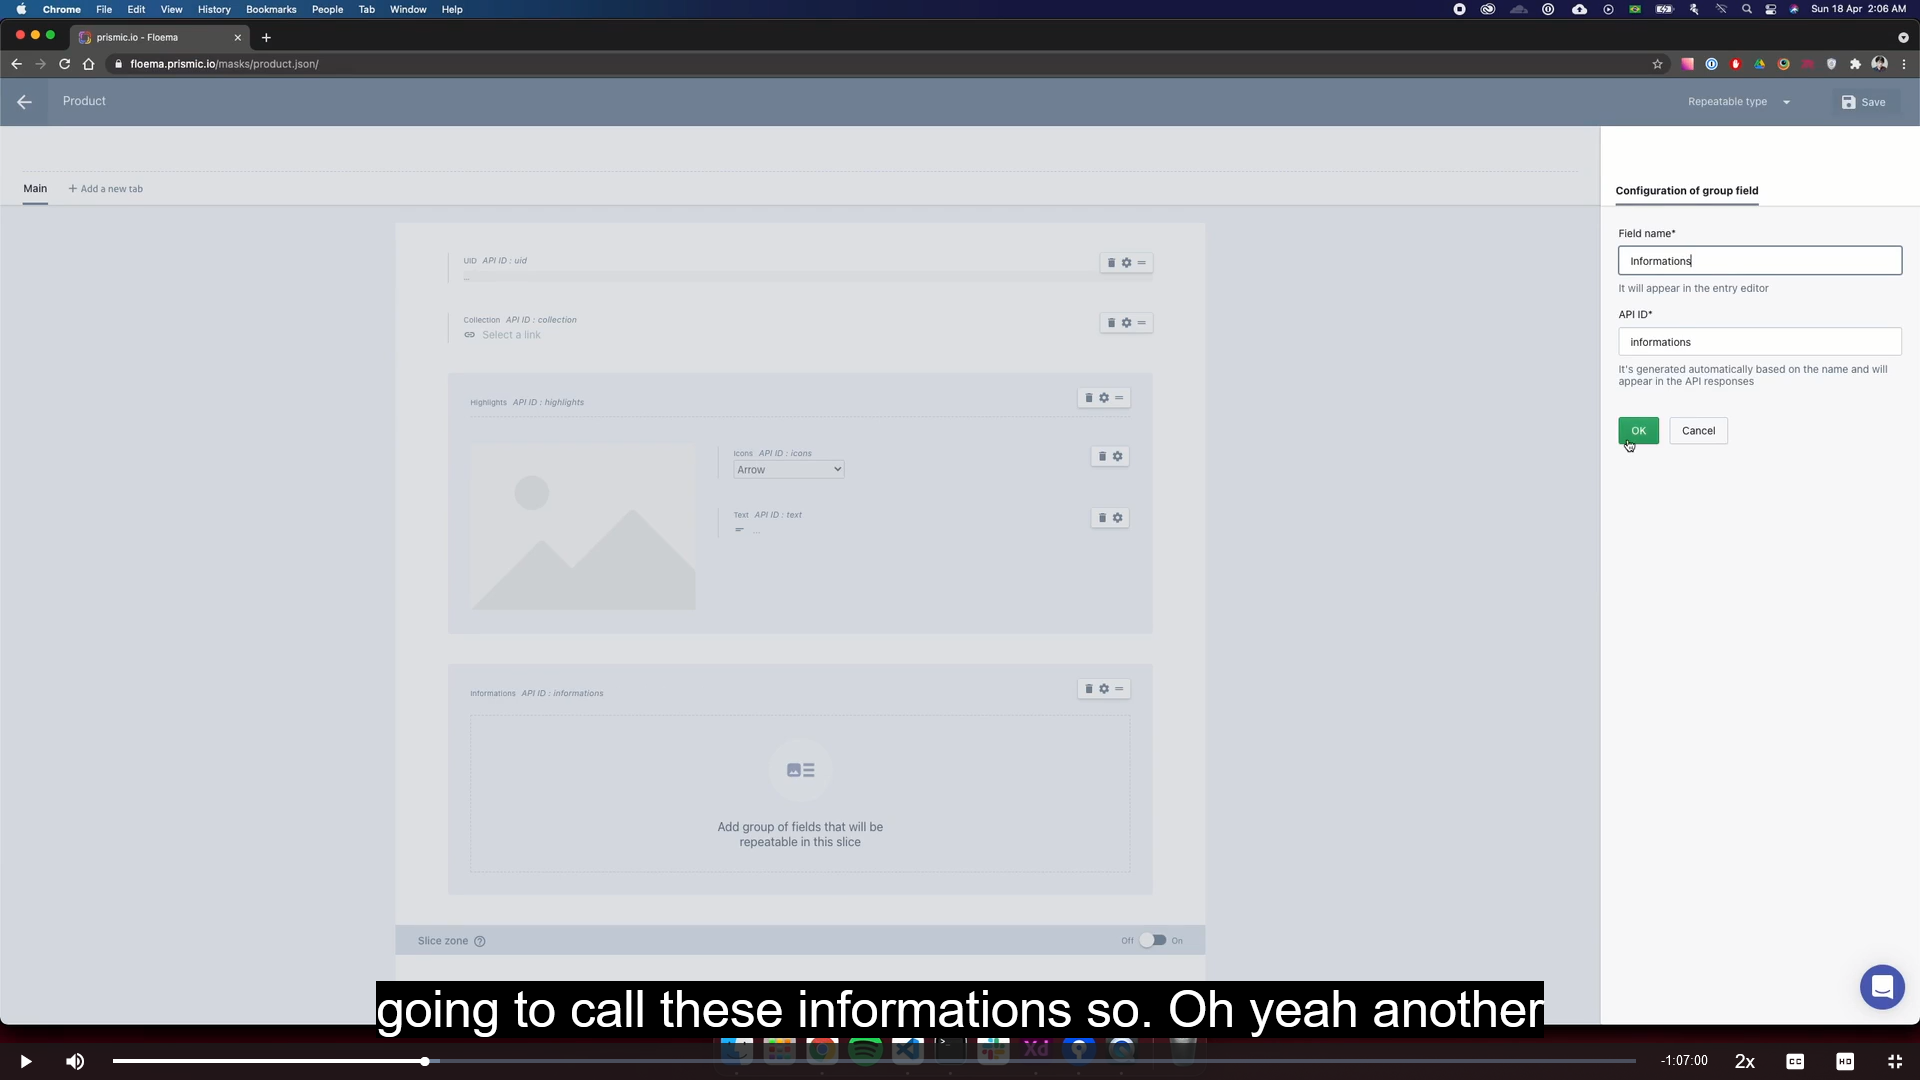 Chrome File Edit View History Bookmarks People Tab Window Help
Sun 18 Apr 2:06 AM
prismic.io - Floema
floema.prismic.io/masks/product.json/
Product
Repeatable type
Save
Main
+ Add a new tab
Configuration of group field
Field name*
Informations
It will appear in the entry editor
API ID*
informations
It's generated automatically based on the name and will
appear in the API responses
OK
Cancel
UID API ID : uid
...
Collection API ID : collection
Select a link
Highlights API ID : highlights
Icons API ID : icons
Arrow
Text API ID : text
...
Informations API ID : informations
Add group of fields that will be
repeatable in this slice
Slice zone ?
Off On
going to call these informations so. Oh yeah another
Xd
-1:07:00
2x
CC
HD